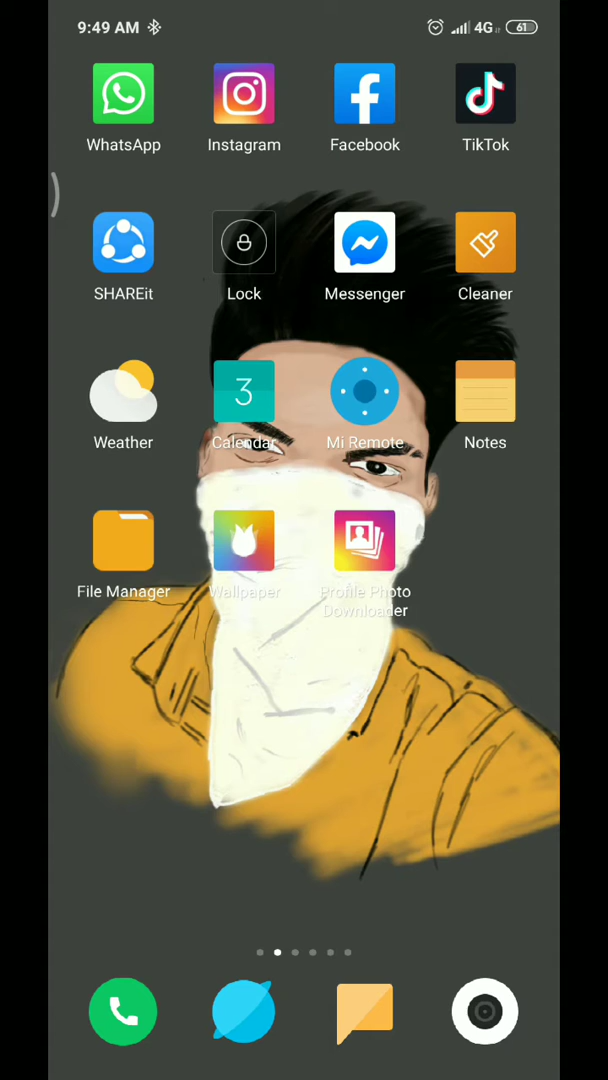 9:49 AM 4G 61
WhatsApp Instagram Facebook TikTok
SHAREit Lock Messenger Cleaner
3
Weather Calendar Mi Remote Notes
File Manager Wallpaper Profile Photo
Downloader